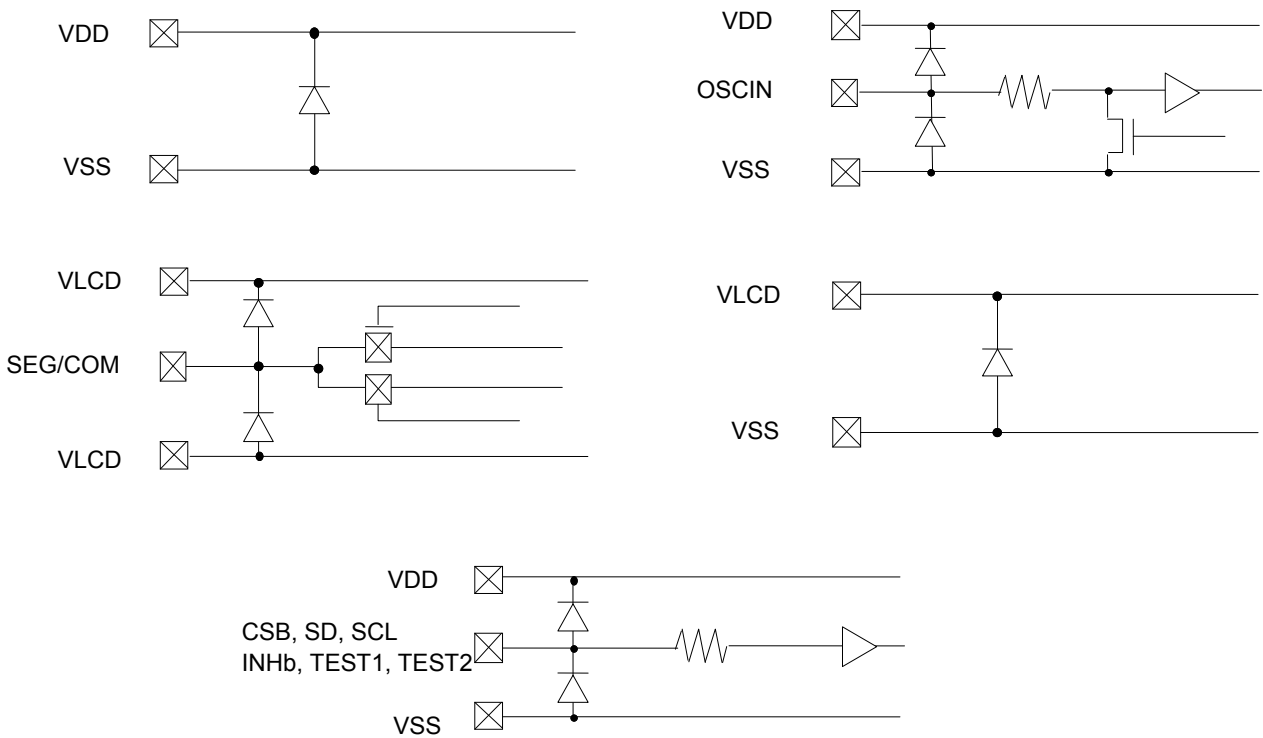 VDD
VSS
VDD
OSCIN
VSS
VLCD
SEG/COM
VLCD
VLCD
VSS
VDD
CSB, SD, SCL
INHb, TEST1, TEST2
VSS